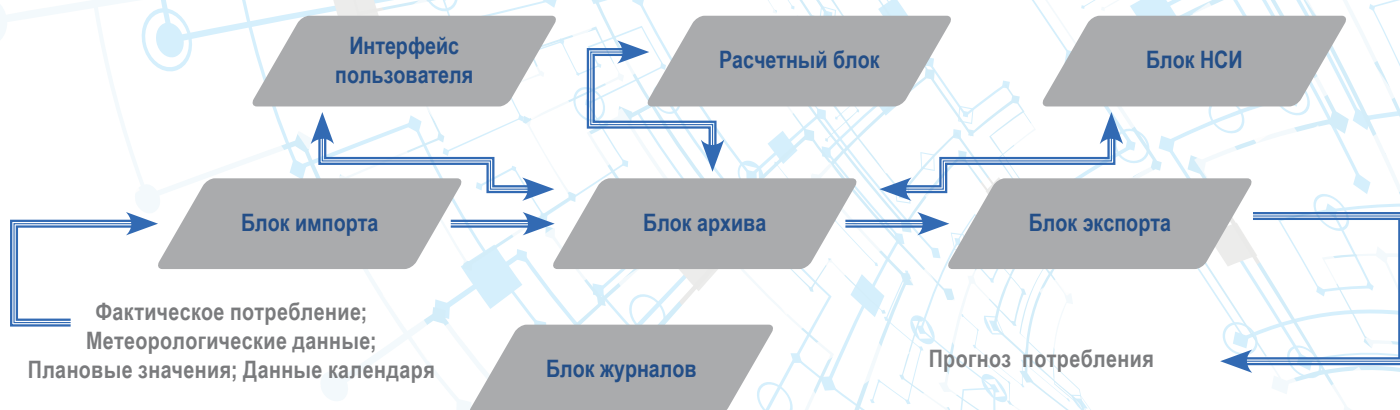 Интерфейс
пользователя
Расчетный блок
Блок НСИ
Блок импорта
Блок архива
Блок экспорта
Фактическое потребление;
Метеорологические данные;
Плановые значения; Данные календаря
Блок журналов
Прогноз потребления